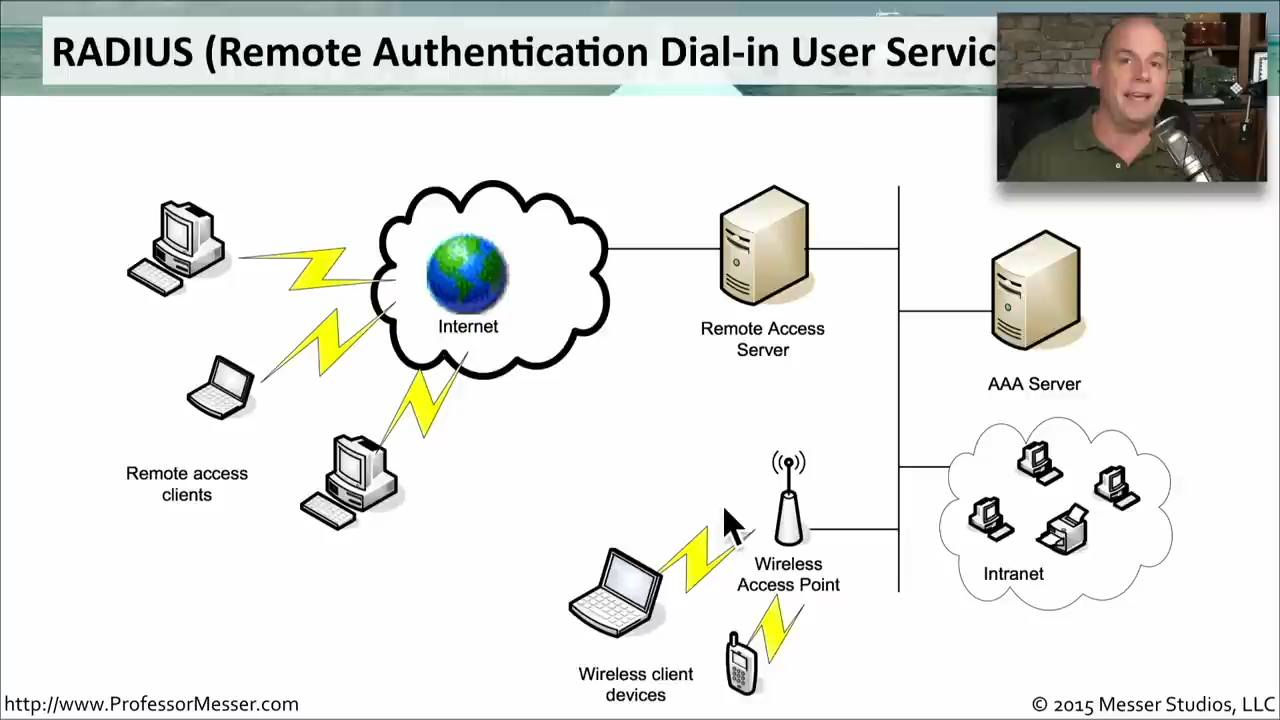 RADIUS (Remote Authentication Dial-in User Servic
Internet
Remote Access
Server
AAA Server
Remote access
clients
Wireless
Access Point
Intranet
Wireless client
devices
http://www.ProfessorMesser.com
© 2015 Messer Studios, LLC